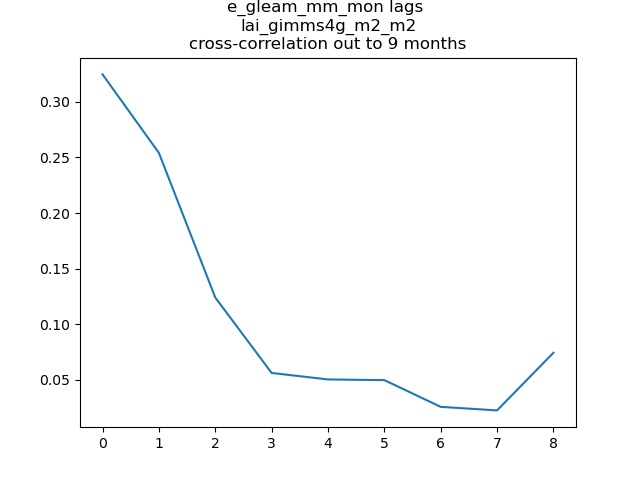 e_gleam_mm_mon lags
lai_gimms4g_m2_m2
cross-correlation out to 9 months
0.30
0.25
0.20
0.15
0.10
0.05
0 1 2 3 4 5 6 7 8